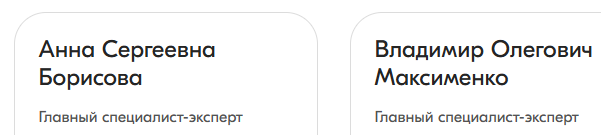 Анна Сергеевна
Борисова
Главный специалист-эксперт
Владимир Олегович
Максименко
Главный специалист-эксперт